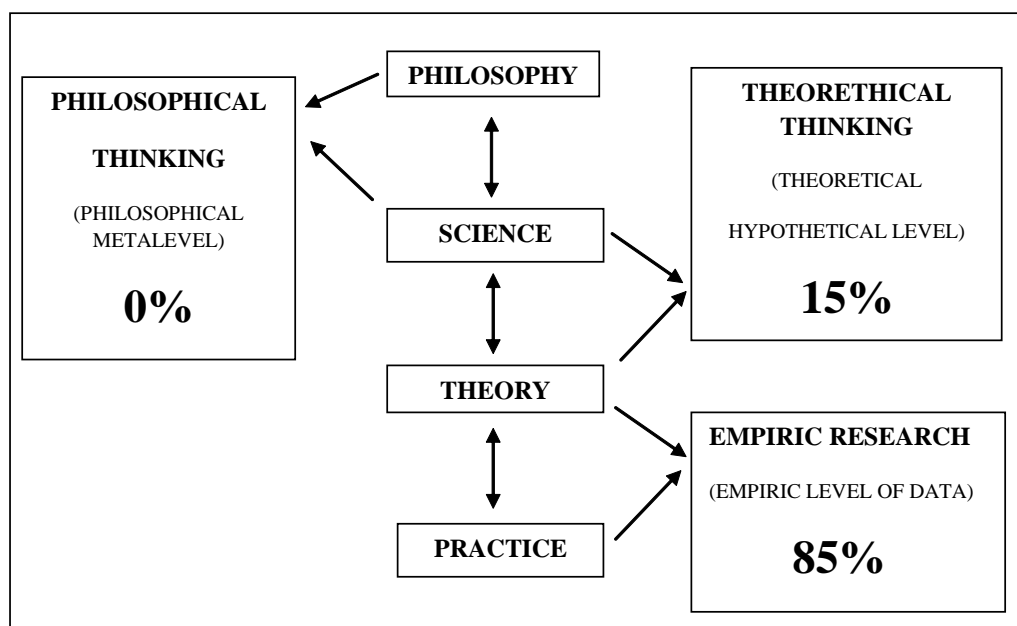 PHILOSOPHY
PHILOSOPHICAL
THINKING
(PHILOSOPHICAL
METALEVEL)
0%
THEORETHICAL
THINKING
(THEORETICAL
HYPOTHETICAL LEVEL)
15%
SCIENCE
THEORY
EMPIRIC RESEARCH
(EMPIRIC LEVEL OF DATA)
85%
PRACTICE